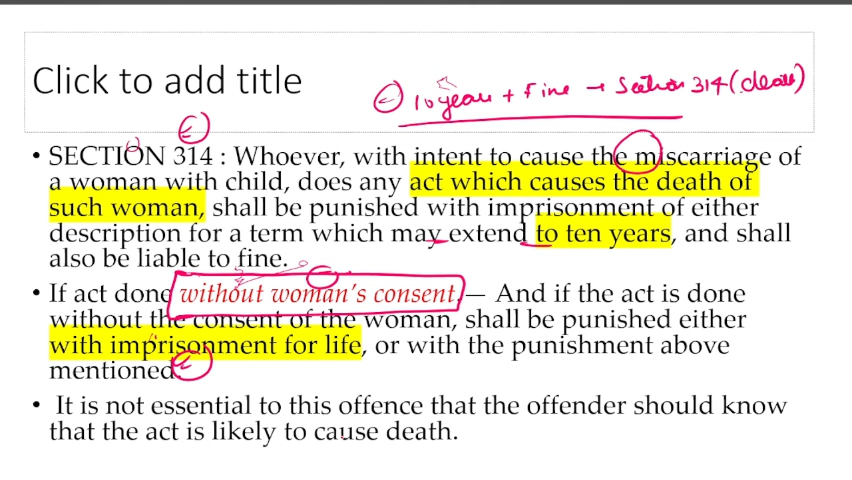 Click to add title
10 years + Fine → Section 314 (death)
• SECTION 314 : Whoever, with intent to cause the miscarriage of
a woman with child, does any act which causes the death of
such woman, shall be punished with imprisonment of either
description for a term which may extend to ten years, and shall
also be liable to fine.
• If act done without woman's consent.— And if the act is done
without the consent of the woman, shall be punished either
with imprisonment for life, or with the punishment above
mentioned.
• It is not essential to this offence that the offender should know
that the act is likely to cause death.